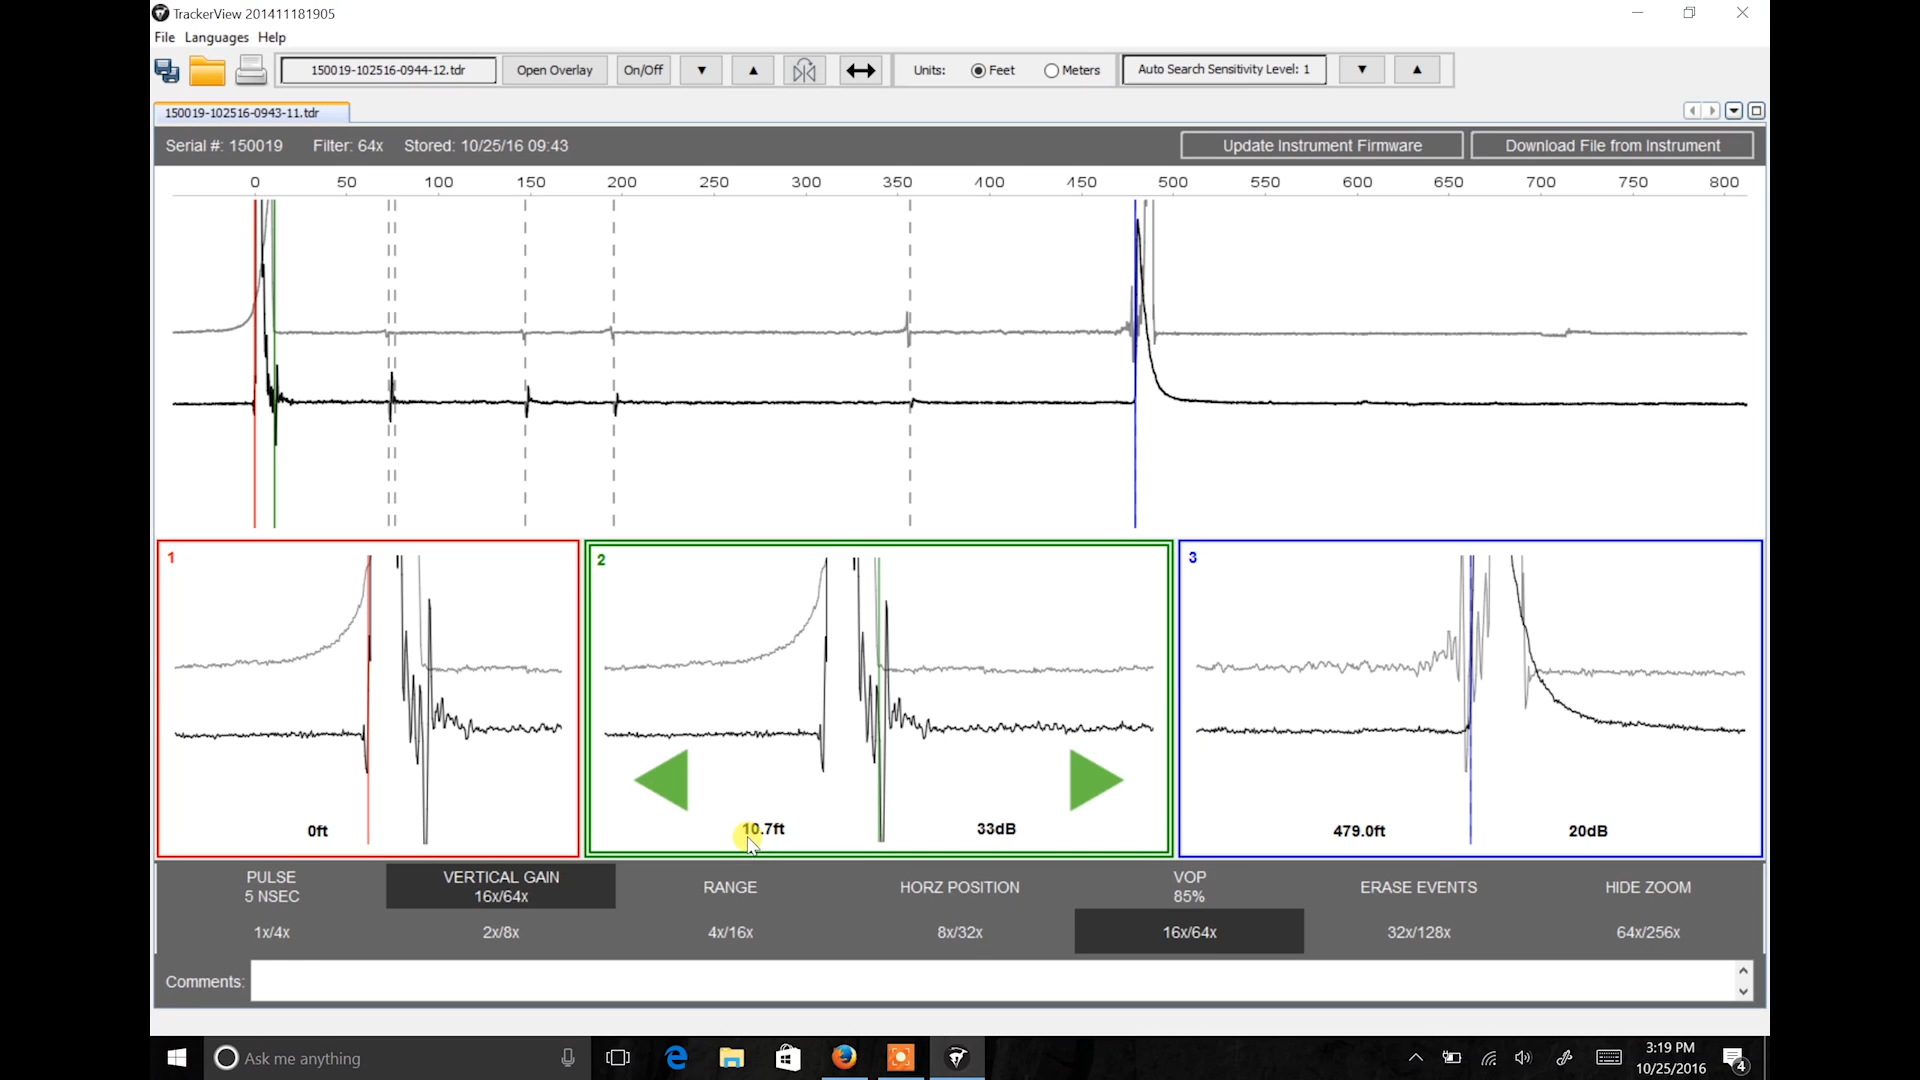 TrackerView 201411181905
File Languages Help
150019-102516-0944-12.tdr Open Overlay On/Off Units: Feet Meters Auto Search Sensitivity Level: 1
150019-102516-0943-11.tdr
Serial #: 150019 Filter: 64x Stored: 10/25/16 09:43 Update Instrument Firmware Download File from Instrument
0 50 100 150 200 250 300 350 400 450 500 550 600 650 700 750 800
1 2 3
0ft 10.7ft 33dB 479.0ft 20dB
PULSE VERTICAL GAIN RANGE HORZ POSITION VOP ERASE EVENTS HIDE ZOOM
5 NSEC 16x/64x 85%
1x/4x 2x/8x 4x/16x 8x/32x 16x/64x 32x/128x 64x/256x
Comments:
Ask me anything
3:19 PM
10/25/2016
4